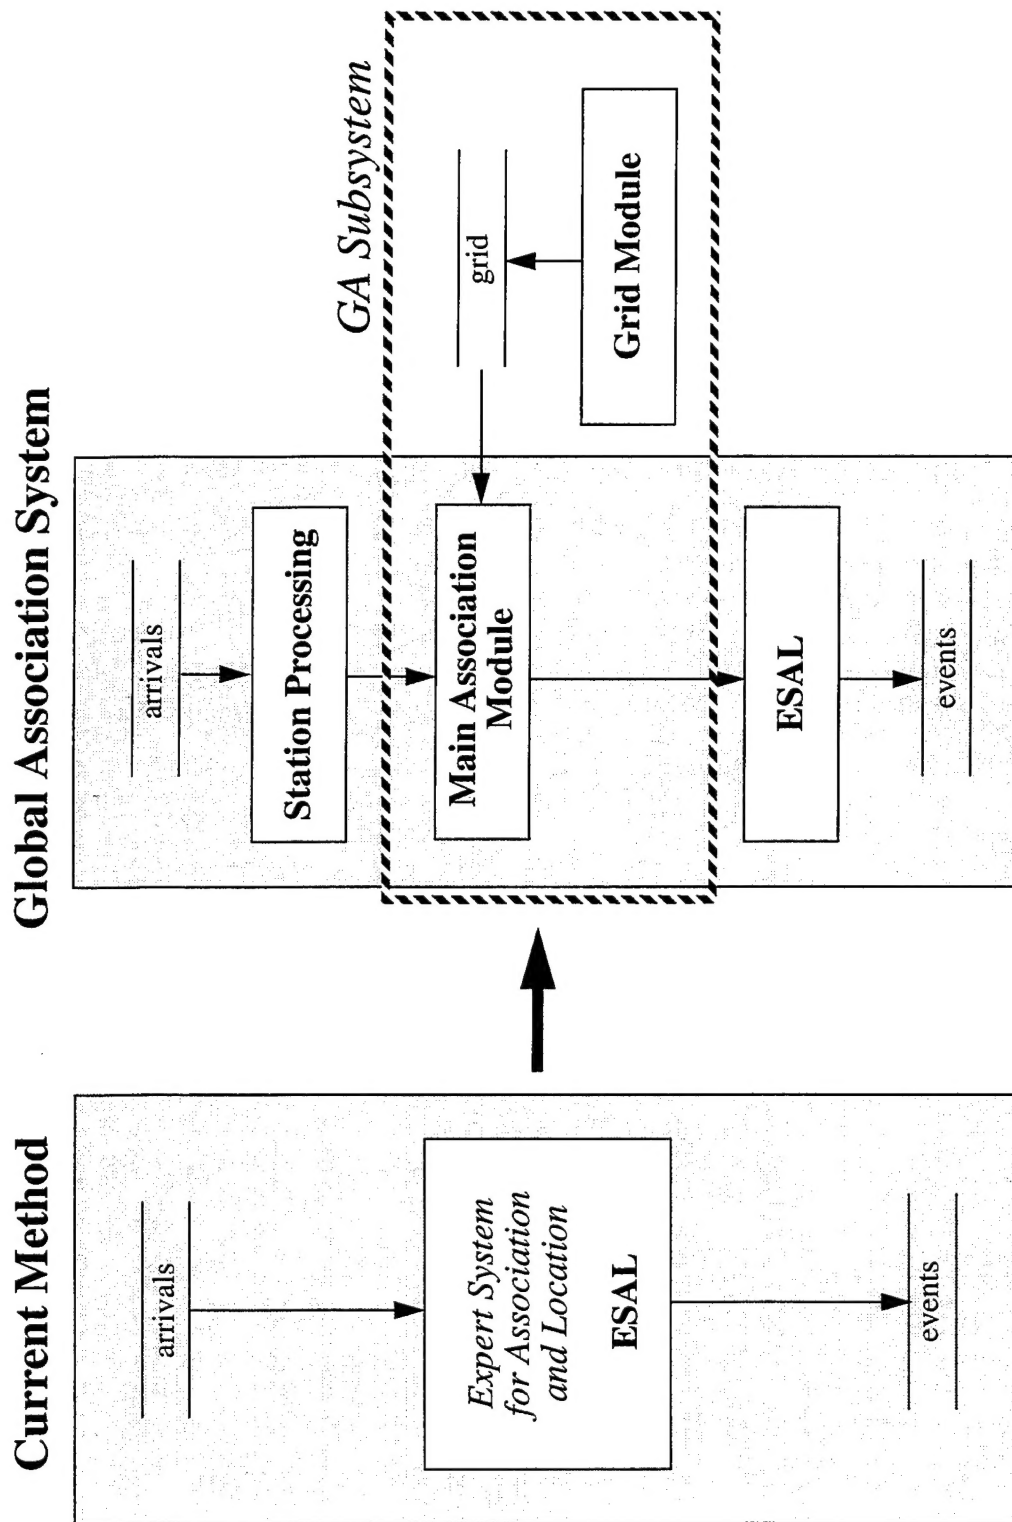 Current Method
arrivals
Expert System
for Association
and Location
ESAL
events
Global Association System
arrivals
Station Processing
Main Association
Module
ESAL
events
GA Subsystem
grid
Grid Module